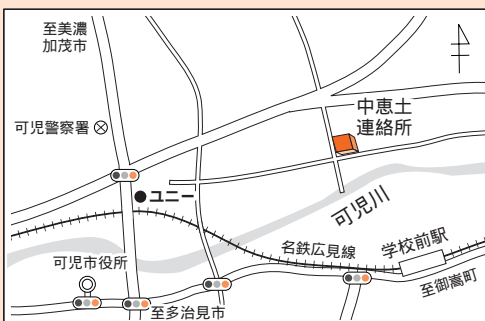 至美濃
加茂市
中恵土
連絡所
可児警察署
ユニー
可児川
名鉄広見線
学校前駅
可児市役所
至御嵩町
至多治見市